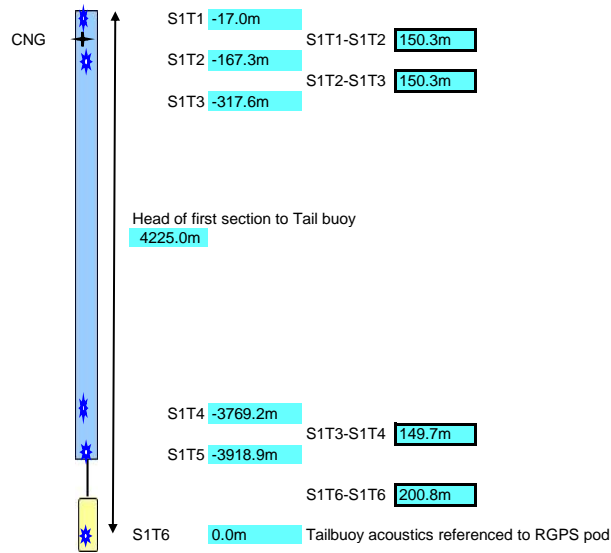 S1T1 -17.0m
CNG
S1T1-S1T2 150.3m
S1T2 -167.3m
S1T2-S1T3 150.3m
S1T3 -317.6m
Head of first section to Tail buoy
4225.0m
S1T4 -3769.2m
S1T3-S1T4 149.7m
S1T5 -3918.9m
S1T6-S1T6 200.8m
S1T6 0.0m Tailbuoy acoustics referenced to RGPS pod